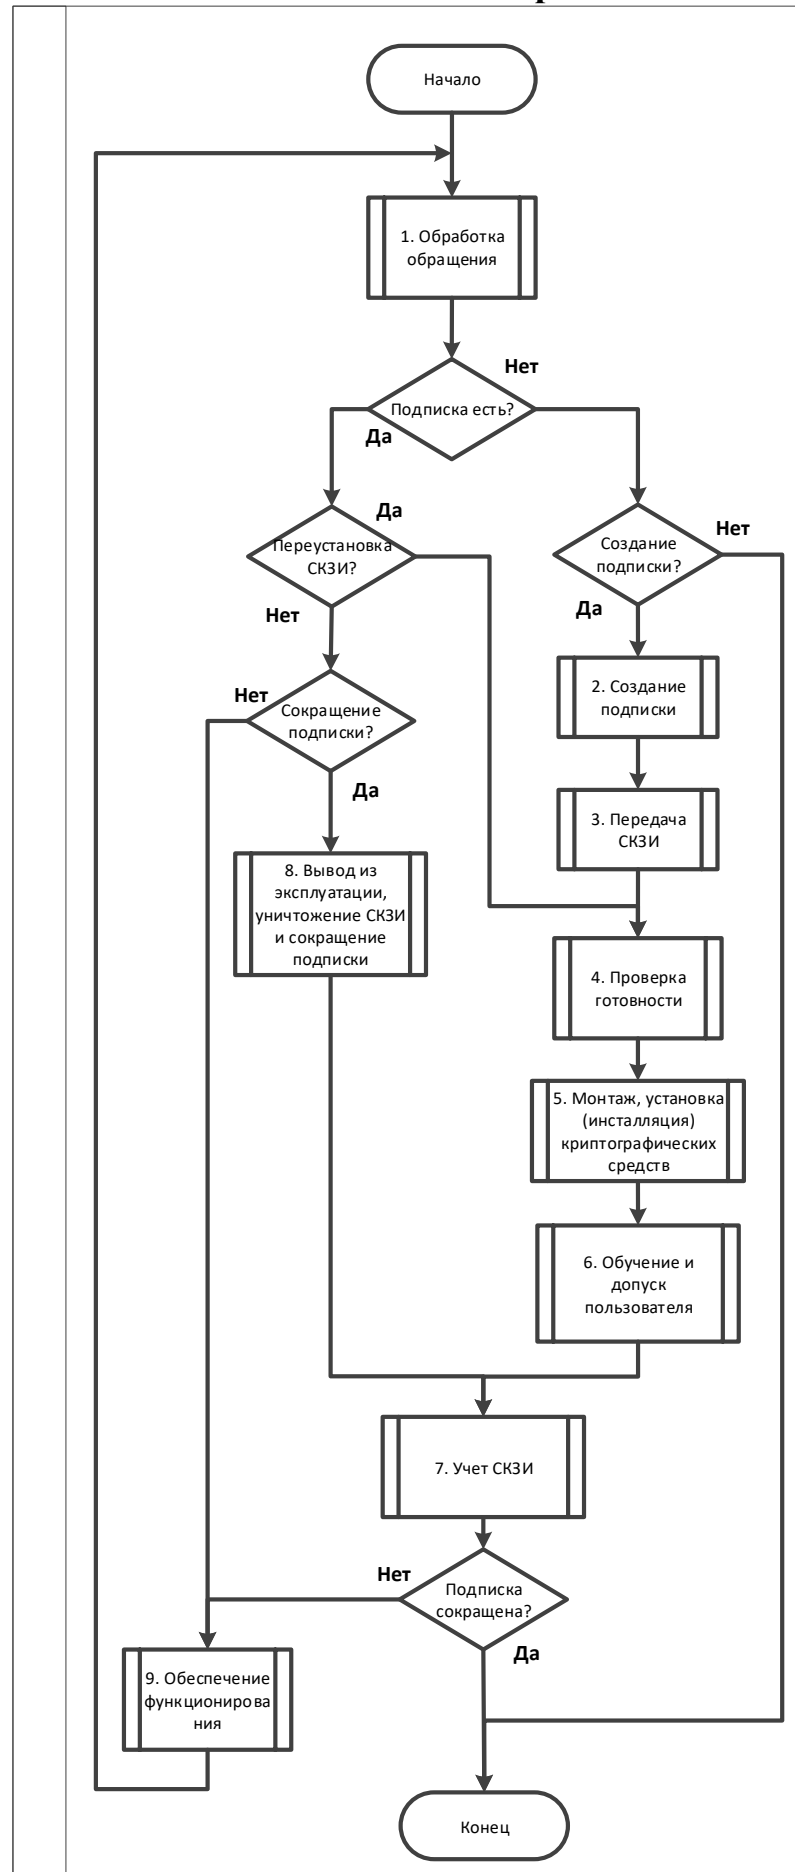 Начало
1. Обработка
обращения
Нет
Подписка есть?
Да
Да
Переустановка
СКЗИ?
Нет
Создание
подписки?
Нет
Да
Нет
Сокращение
подписки?
Да
2. Создание
подписки
3. Передача
СКЗИ
8. Вывод из
эксплуатации,
уничтожение СКЗИ
и сокращение
подписки
4. Проверка
готовности
5. Монтаж, установка
(инсталляция)
криптографических
средств
6. Обучение и
допуск
пользователя
7. Учет СКЗИ
Нет
Подписка
сокращена?
Да
9. Обеспечение
функционирова
ния
Конец